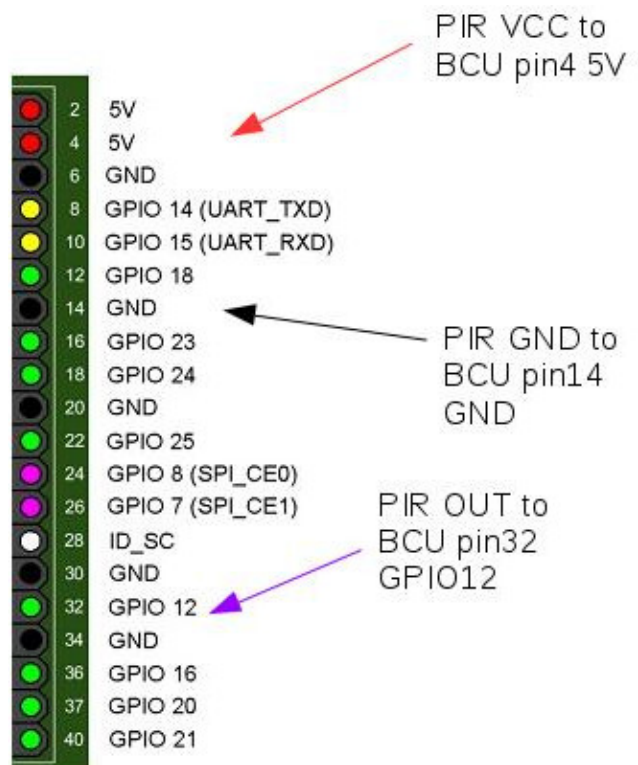 PIR VCC to
BCU pin4 5V
2 5V
4 5V
6 GND
8 GPIO 14 (UART_TXD)
10 GPIO 15 (UART_RXD)
12 GPIO 18
14 GND
16 GPIO 23
18 GPIO 24
20 GND
22 GPIO 25
24 GPIO 8 (SPI_CE0)
26 GPIO 7 (SPI_CE1)
28 ID_SC
30 GND
32 GPIO 12
34 GND
36 GPIO 16
37 GPIO 20
40 GPIO 21
PIR GND to
BCU pin14
GND
PIR OUT to
BCU pin32
GPIO12